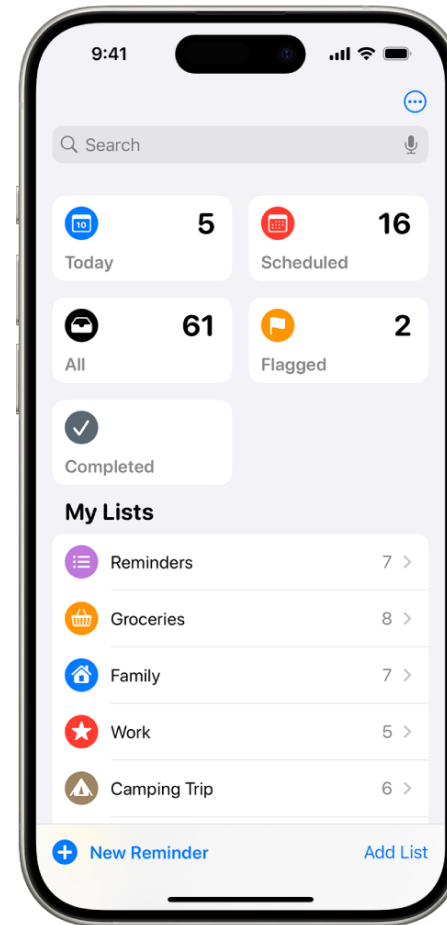 9:41
Search
10
5
Today
16
Scheduled
61
All
2
Flagged
Completed
My Lists
Reminders 7
Groceries 8
Family 7
Work 5
Camping Trip 6
New Reminder Add List